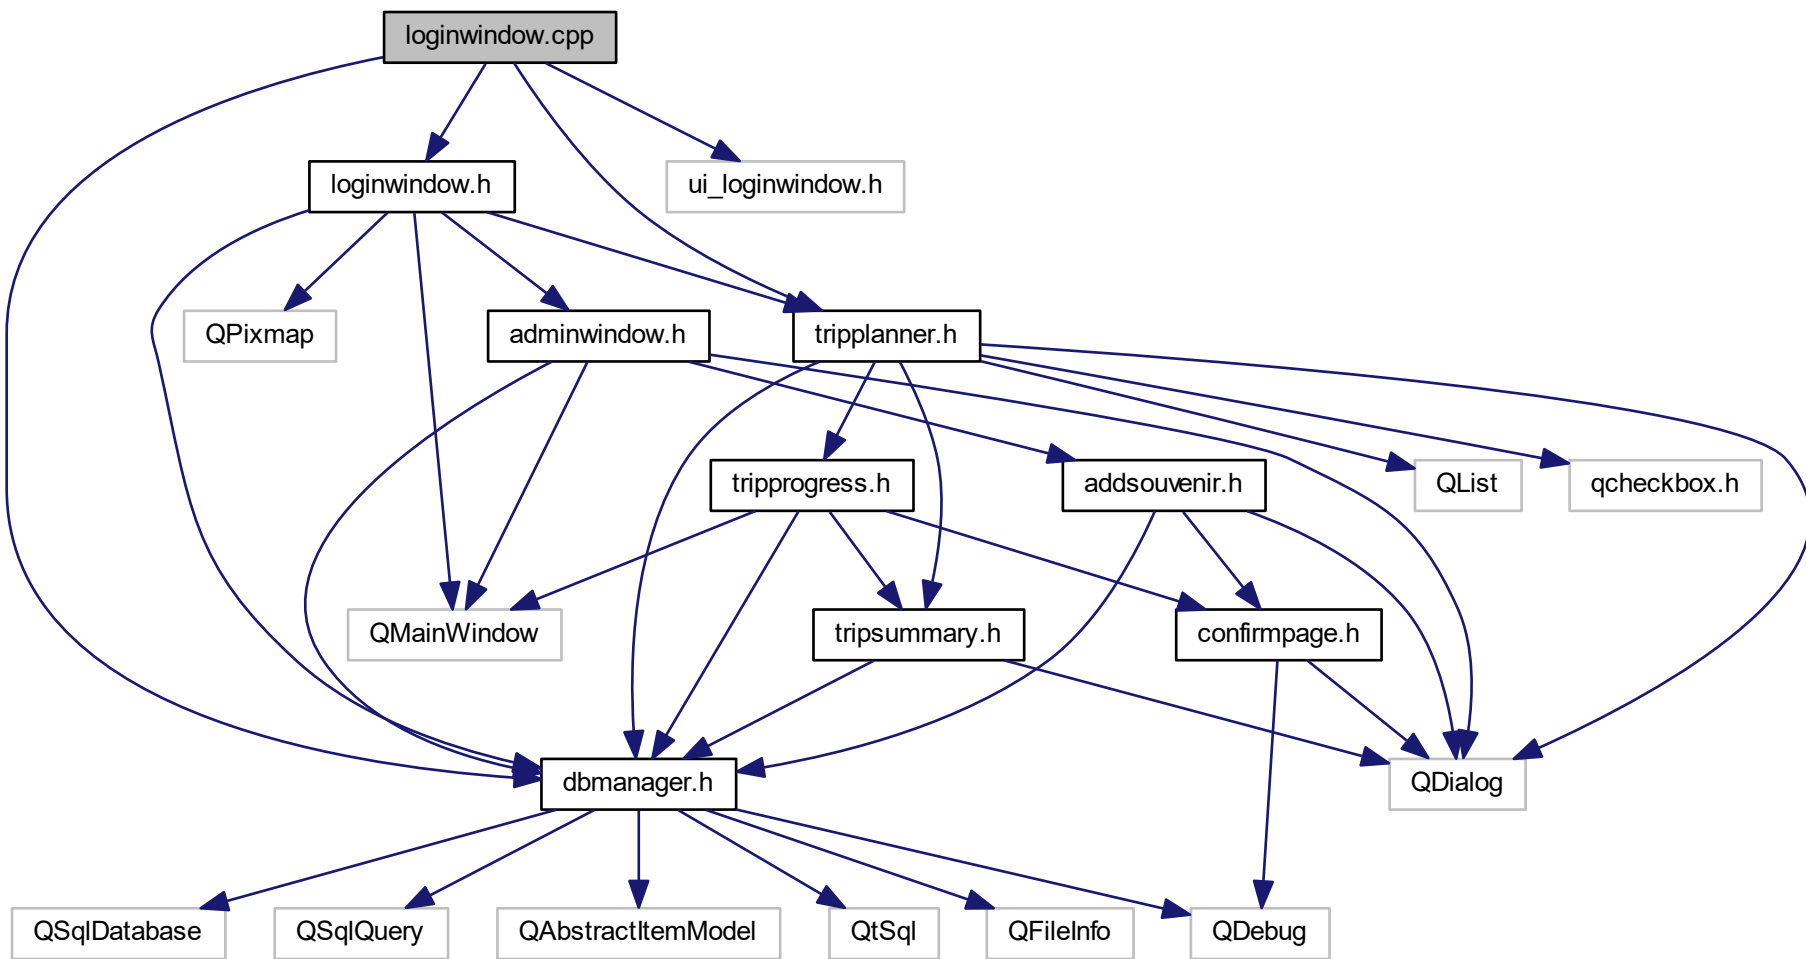 loginwindow.cpp
loginwindow.h
ui_loginwindow.h
QPixmap
adminwindow.h
tripplanner.h
tripprogress.h
addsouvenir.h
QList
qcheckbox.h
QMainWindow
tripsummary.h
confirmpage.h
dbmanager.h
QDialog
QSqlDatabase
QSqlQuery
QAbstractItemModel
QtSql
QFileInfo
QDebug